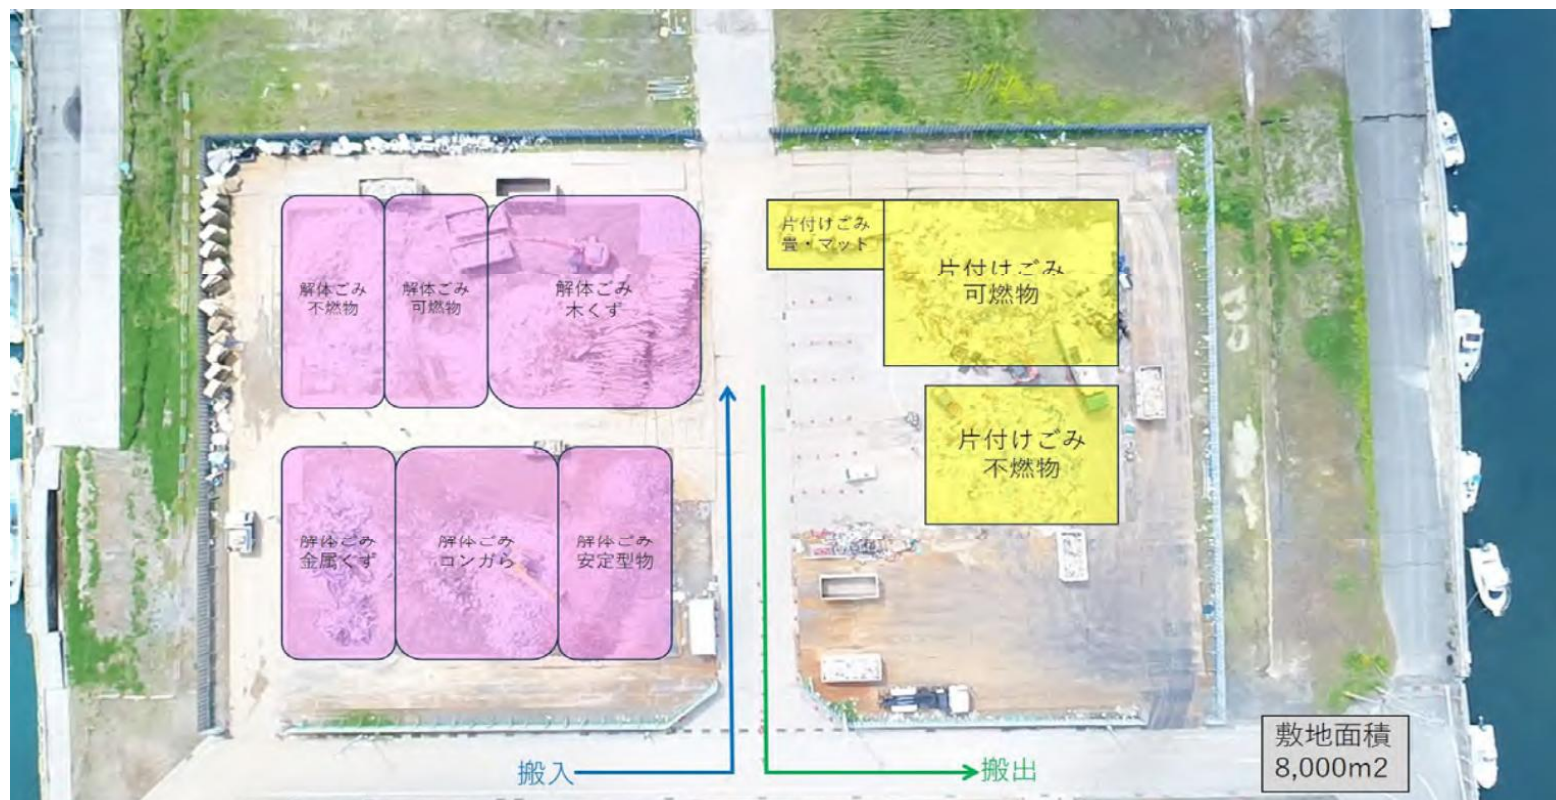 片付けごみ
畳・マット
片付けごみ
可燃物
解体ごみ
不燃物
解体ごみ
可燃物
解体ごみ
木くず
片付けごみ
不燃物
解体ごみ
金属くず
解体ごみ
コンガら
解体ごみ
安定型物
搬入
搬出
敷地面積
8,000m2